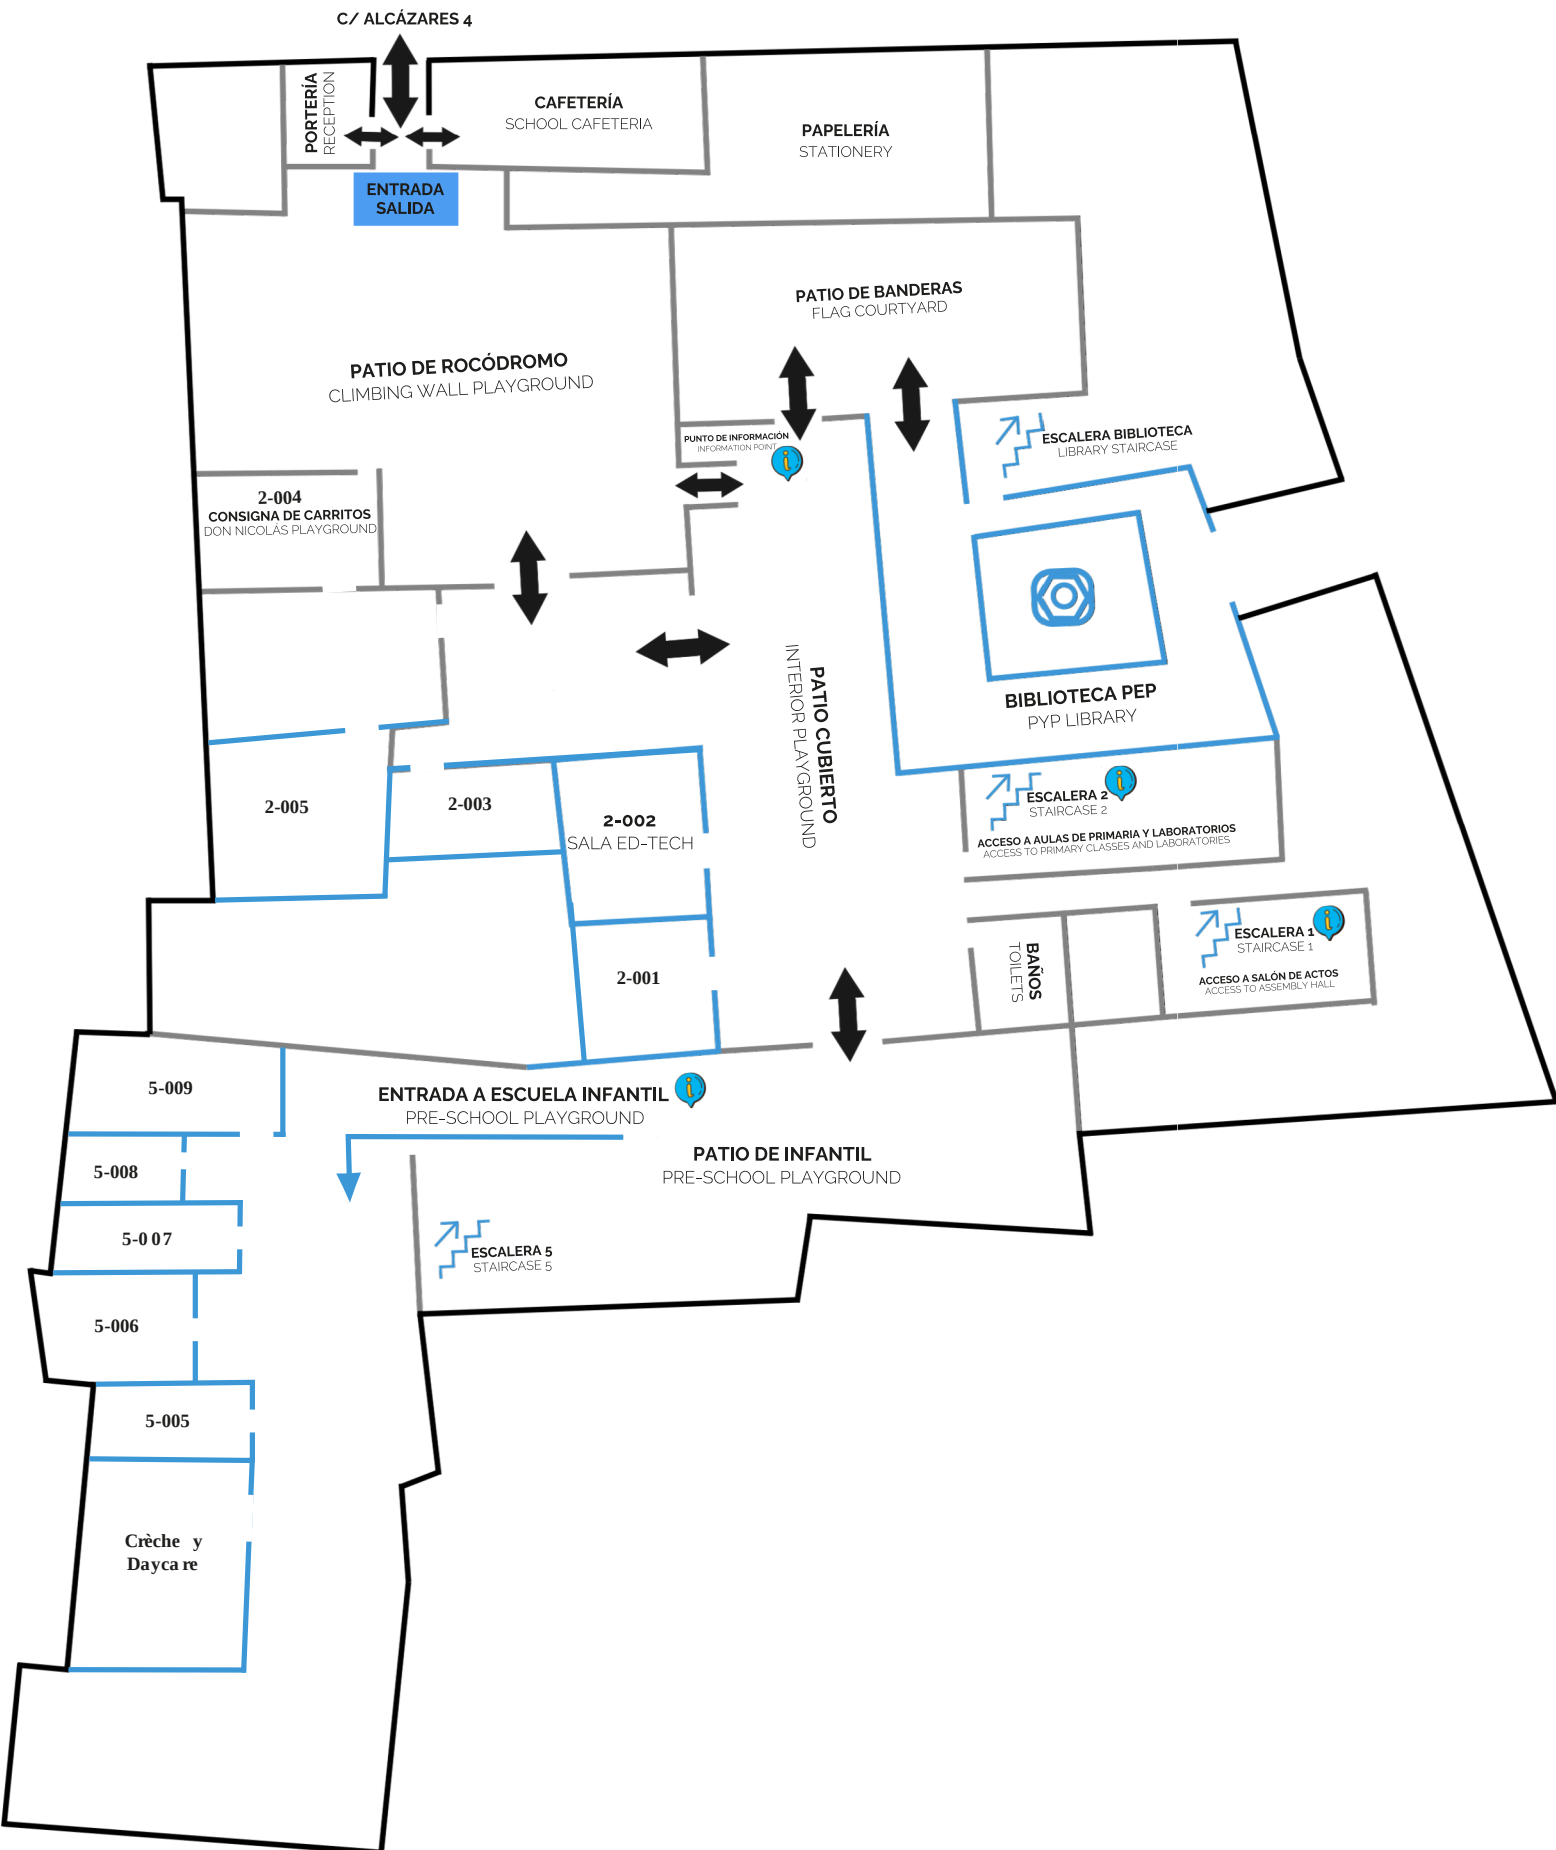 C/ ALCÁZARES 4
PORTERÍA
RECEPTION
CAFETERÍA
SCHOOL CAFETERIA
PAPELERÍA
STATIONERY
ENTRADA
SALIDA
PATIO DE BANDERAS
FLAG COURTYARD
PATIO DE ROCÓDROMO
CLIMBING WALL PLAYGROUND
PUNTO DE INFORMACIÓN
INFORMATION POINT
ESCALERA BIBLIOTECA
LIBRARY STAIRCASE
2-004
CONSIGNA DE CARRITOS
DON NICOLÁS PLAYGROUND
PATIO CUBIERTO
INTERIOR PLAYGROUND
BIBLIOTECA PEP
PYP LIBRARY
2-005
2-003
2-002
SALA ED-TECH
ESCALERA 2
STAIRCASE 2
ACCESO A AULAS DE PRIMARIA Y LABORATORIOS
ACCESS TO PRIMARY CLASSES AND LABORATORIES
2-001
BAÑOS
TOILETS
ESCALERA 1
STAIRCASE 1
ACCESO A SALÓN DE ACTOS
ACCESS TO ASSEMBLY HALL
5-009
ENTRADA A ESCUELA INFANTIL
PRE-SCHOOL PLAYGROUND
5-008
PATIO DE INFANTIL
PRE-SCHOOL PLAYGROUND
5-007
ESCALERA 5
STAIRCASE 5
5-006
5-005
Crèche y
Daycare